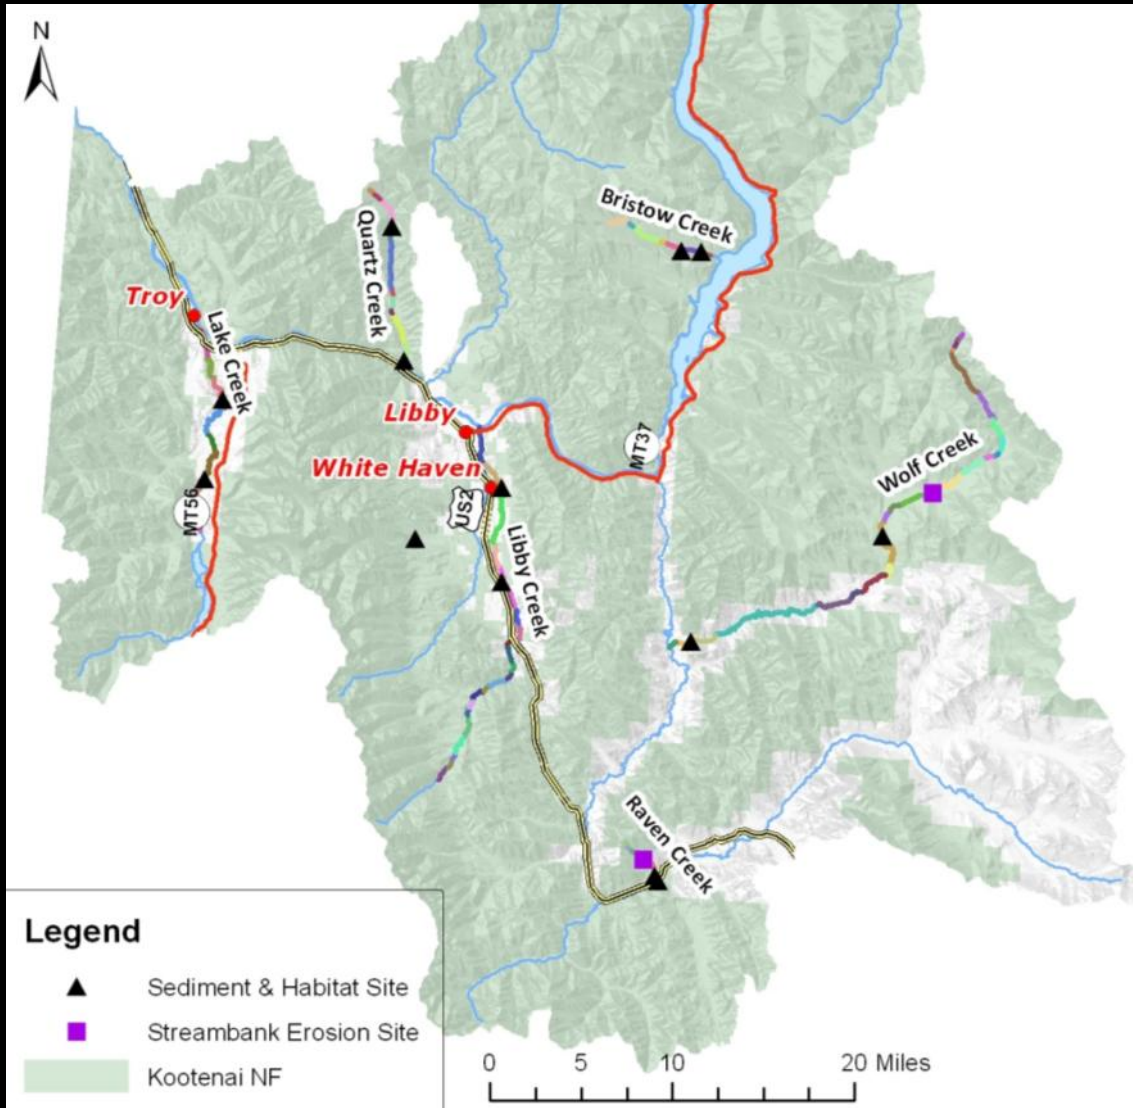 N
Bristow Creek
Quartz Creek
Troy
Lake Creek
Libby
MT37
White Haven
Wolf Creek
US2
MT56
Libby Creek
Raven Creek
Legend
Sediment & Habitat Site
Streambank Erosion Site
Kootenai NF
0 5 10 20 Miles